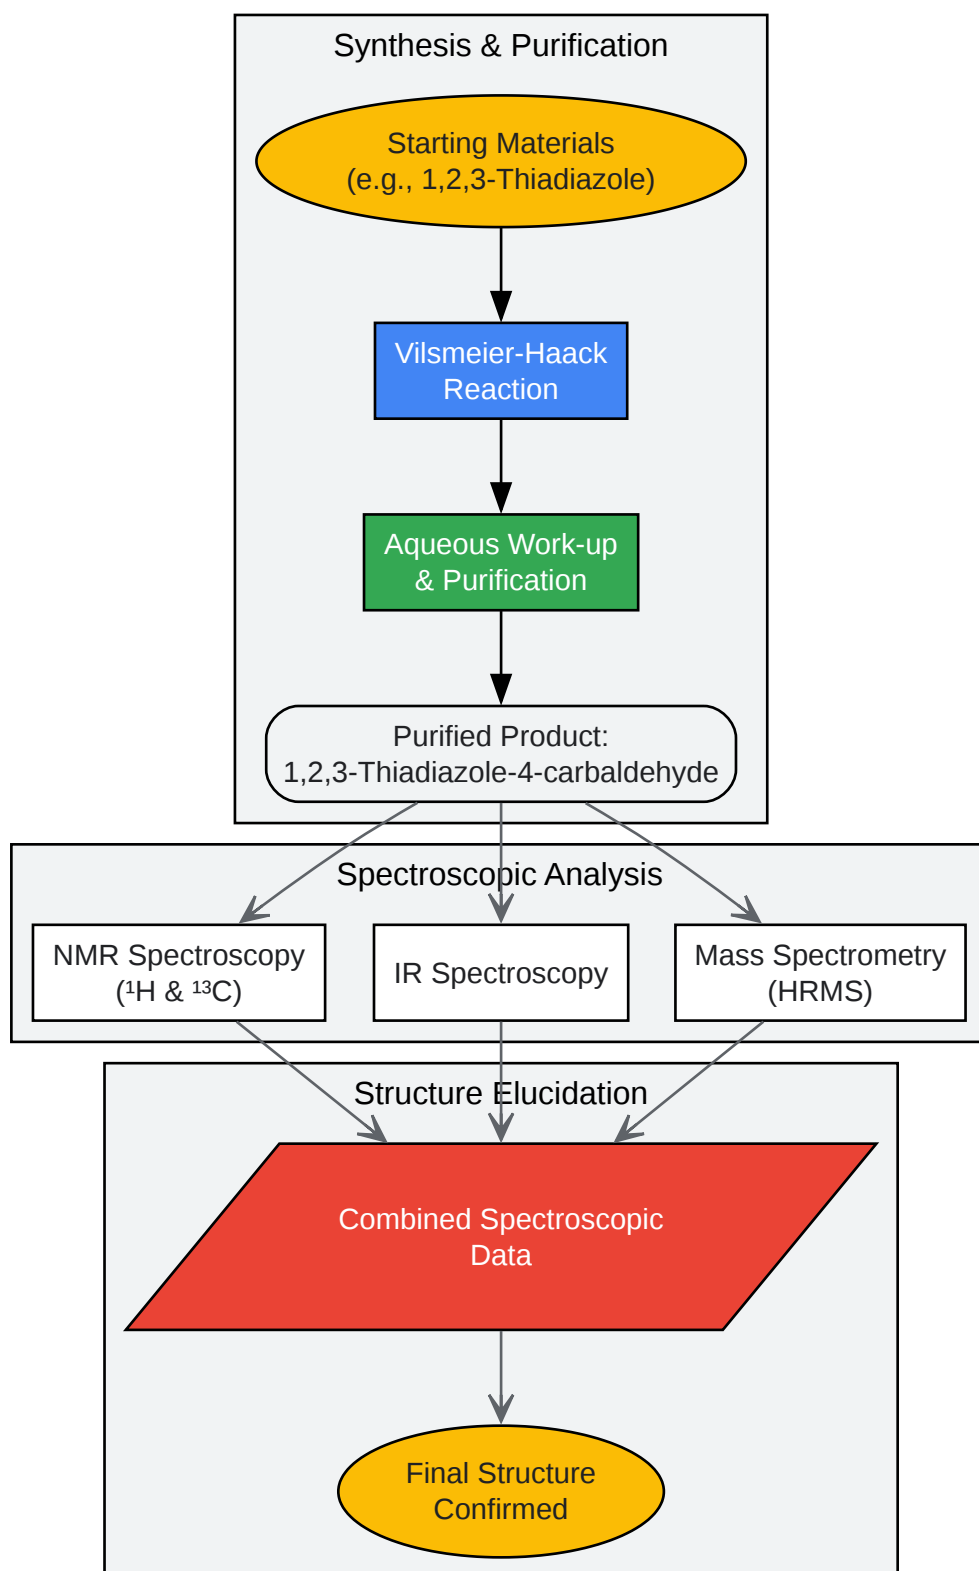 Synthesis & Purification
Starting Materials
(e.g., 1,2,3-Thiadiazole)
Vilsmeier-Haack
Reaction
Aqueous Work-up
& Purification
Purified Product:
1,2,3-Thiadiazole-4-carbaldehyde
Spectroscopic Analysis
NMR Spectroscopy
(¹H & ¹³C)
IR Spectroscopy
Mass Spectrometry
(HRMS)
Structure Elucidation
Combined Spectroscopic
Data
Final Structure
Confirmed